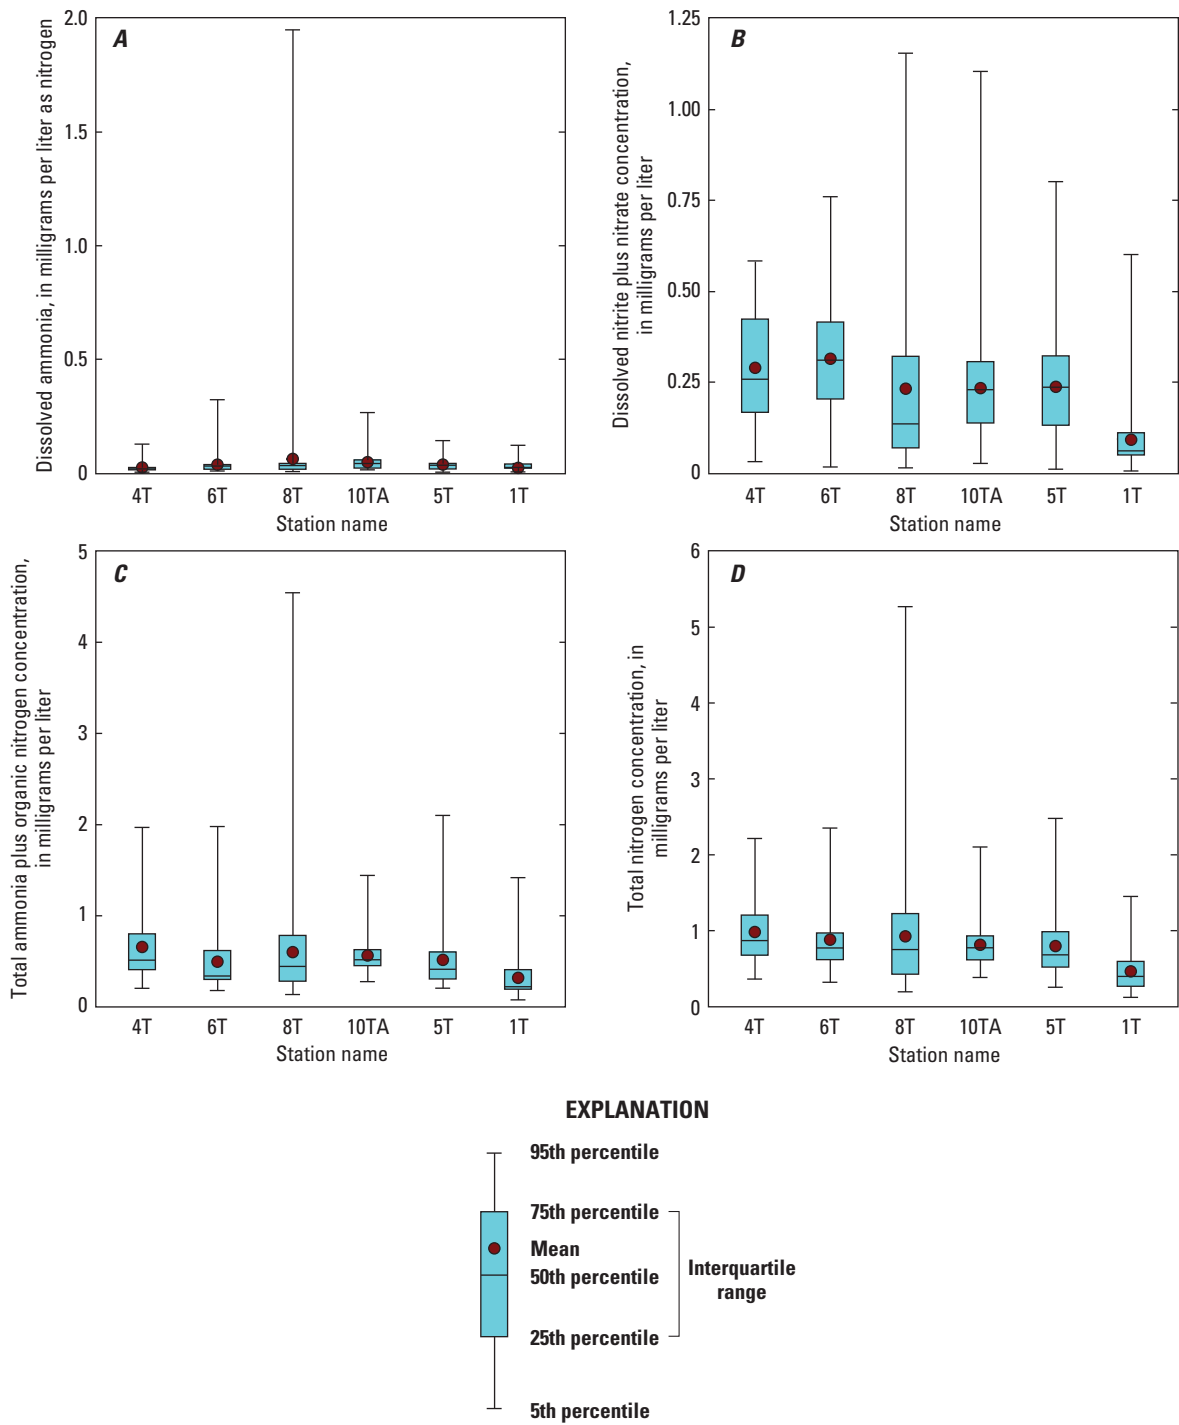 A
Dissolved ammonia, in milligrams per liter as nitrogen
2.0
1.5
1.0
0.5
0
4T 6T 8T 10TA 5T 1T
Station name
B
Dissolved nitrite plus nitrate concentration,
in milligrams per liter
1.25
1.00
0.75
0.50
0.25
0
4T 6T 8T 10TA 5T 1T
Station name
C
Total ammonia plus organic nitrogen concentration,
in milligrams per liter
5
4
3
2
1
0
4T 6T 8T 10TA 5T 1T
Station name
D
Total nitrogen concentration, in
milligrams per liter
6
5
4
3
2
1
0
4T 6T 8T 10TA 5T 1T
Station name
EXPLANATION
95th percentile
75th percentile
Mean
50th percentile
Interquartile
range
25th percentile
5th percentile